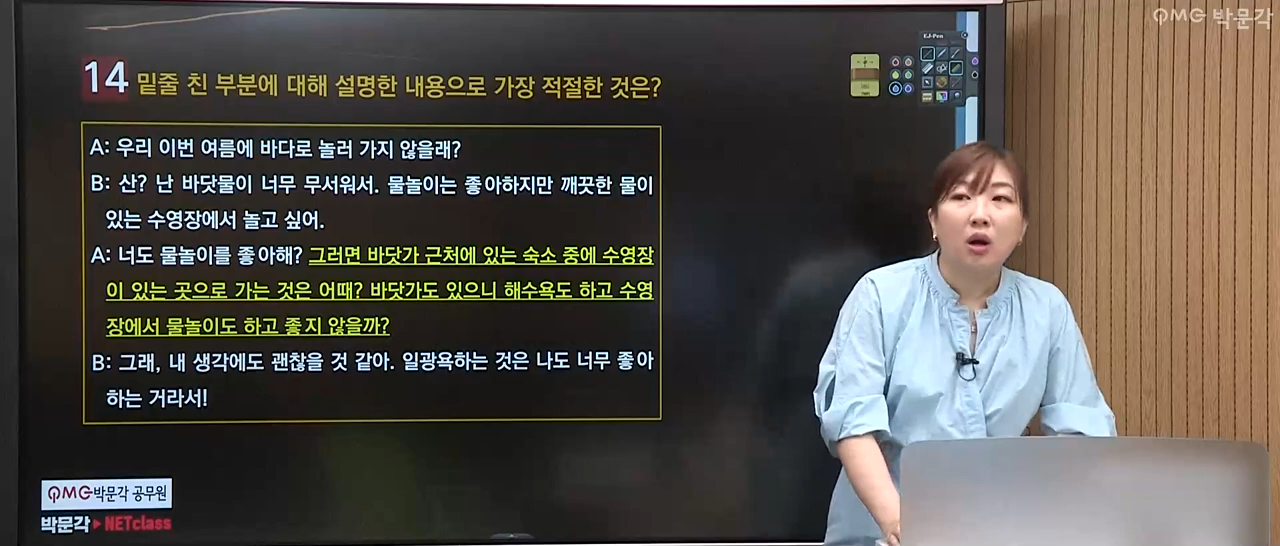 QMG 박문각
EJ-Pen
14 밑줄 친 부분에 대해 설명한 내용으로 가장 적절한 것은?
A: 우리 이번 여름에 바다로 놀러 가지 않을래?
B: 산? 난 바닷물이 너무 무서워서. 물놀이는 좋아하지만 깨끗한 물이
있는 수영장에서 놀고 싶어.
A: 너도 물놀이를 좋아해? 그러면 바닷가 근처에 있는 숙소 중에 수영장
이 있는 곳으로 가는 것은 어때? 바닷가도 있으니 해수욕도 하고 수영
장에서 물놀이도 하고 좋지 않을까?
B: 그래, 내 생각에도 괜찮을 것 같아. 일광욕하는 것은 나도 너무 좋아
하는 거라서!
QMG박문각 공무원
박문각 NETclass